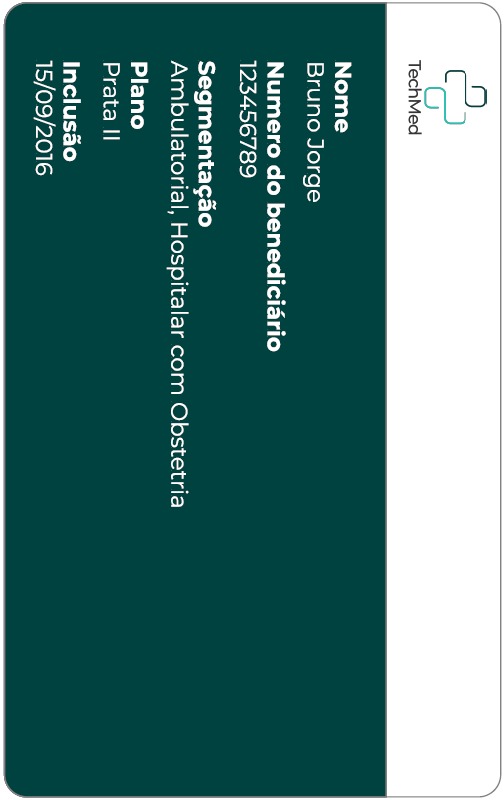 TechMed
Nome
Bruno Jorge
Numero do benediciário
123456789
Segmentação
Ambulatorial, Hospitalar com Obstetria
Plano
Prata II
Inclusão
15/09/2016